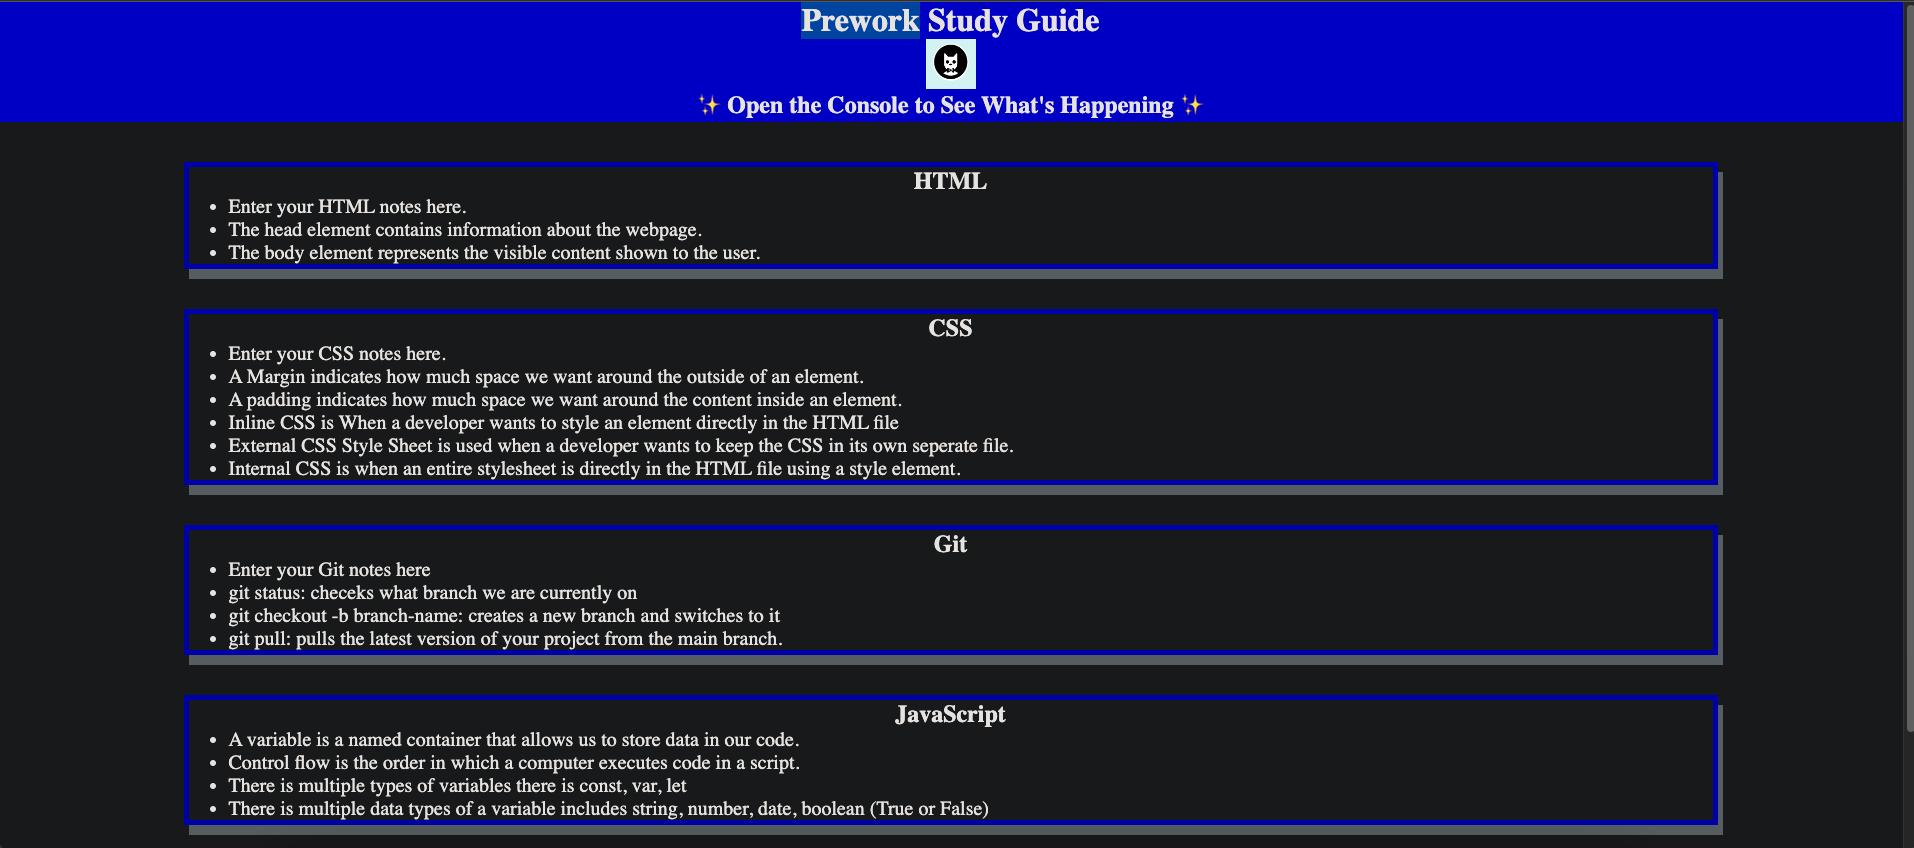 Prework Study Guide
✨ Open the Console to See What's Happening ✨
HTML
• Enter your HTML notes here.
• The head element contains information about the webpage.
• The body element represents the visible content shown to the user.
CSS
• Enter your CSS notes here.
• A Margin indicates how much space we want around the outside of an element.
• A padding indicates how much space we want around the content inside an element.
• Inline CSS is When a developer wants to style an element directly in the HTML file
• External CSS Style Sheet is used when a developer wants to keep the CSS in its own seperate file.
• Internal CSS is when an entire stylesheet is directly in the HTML file using a style element.
Git
• Enter your Git notes here
• git status: checeks what branch we are currently on
• git checkout -b branch-name: creates a new branch and switches to it
• git pull: pulls the latest version of your project from the main branch.
JavaScript
• A variable is a named container that allows us to store data in our code.
• Control flow is the order in which a computer executes code in a script.
• There is multiple types of variables there is const, var, let
• There is multiple data types of a variable includes string, number, date, boolean (True or False)